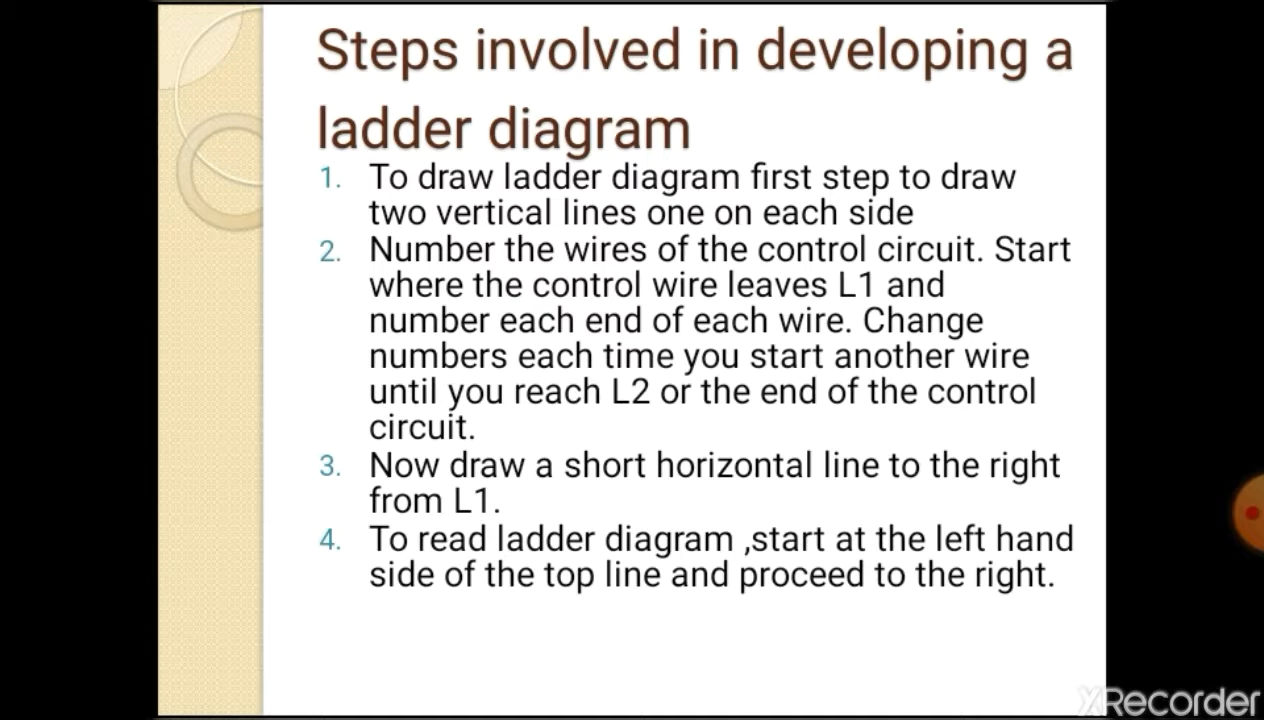 Steps involved in developing a
ladder diagram
1. To draw ladder diagram first step to draw
two vertical lines one on each side
2. Number the wires of the control circuit. Start
where the control wire leaves L1 and
number each end of each wire. Change
numbers each time you start another wire
until you reach L2 or the end of the control
circuit.
3. Now draw a short horizontal line to the right
from L1.
4. To read ladder diagram ,start at the left hand
side of the top line and proceed to the right.
XRecorder